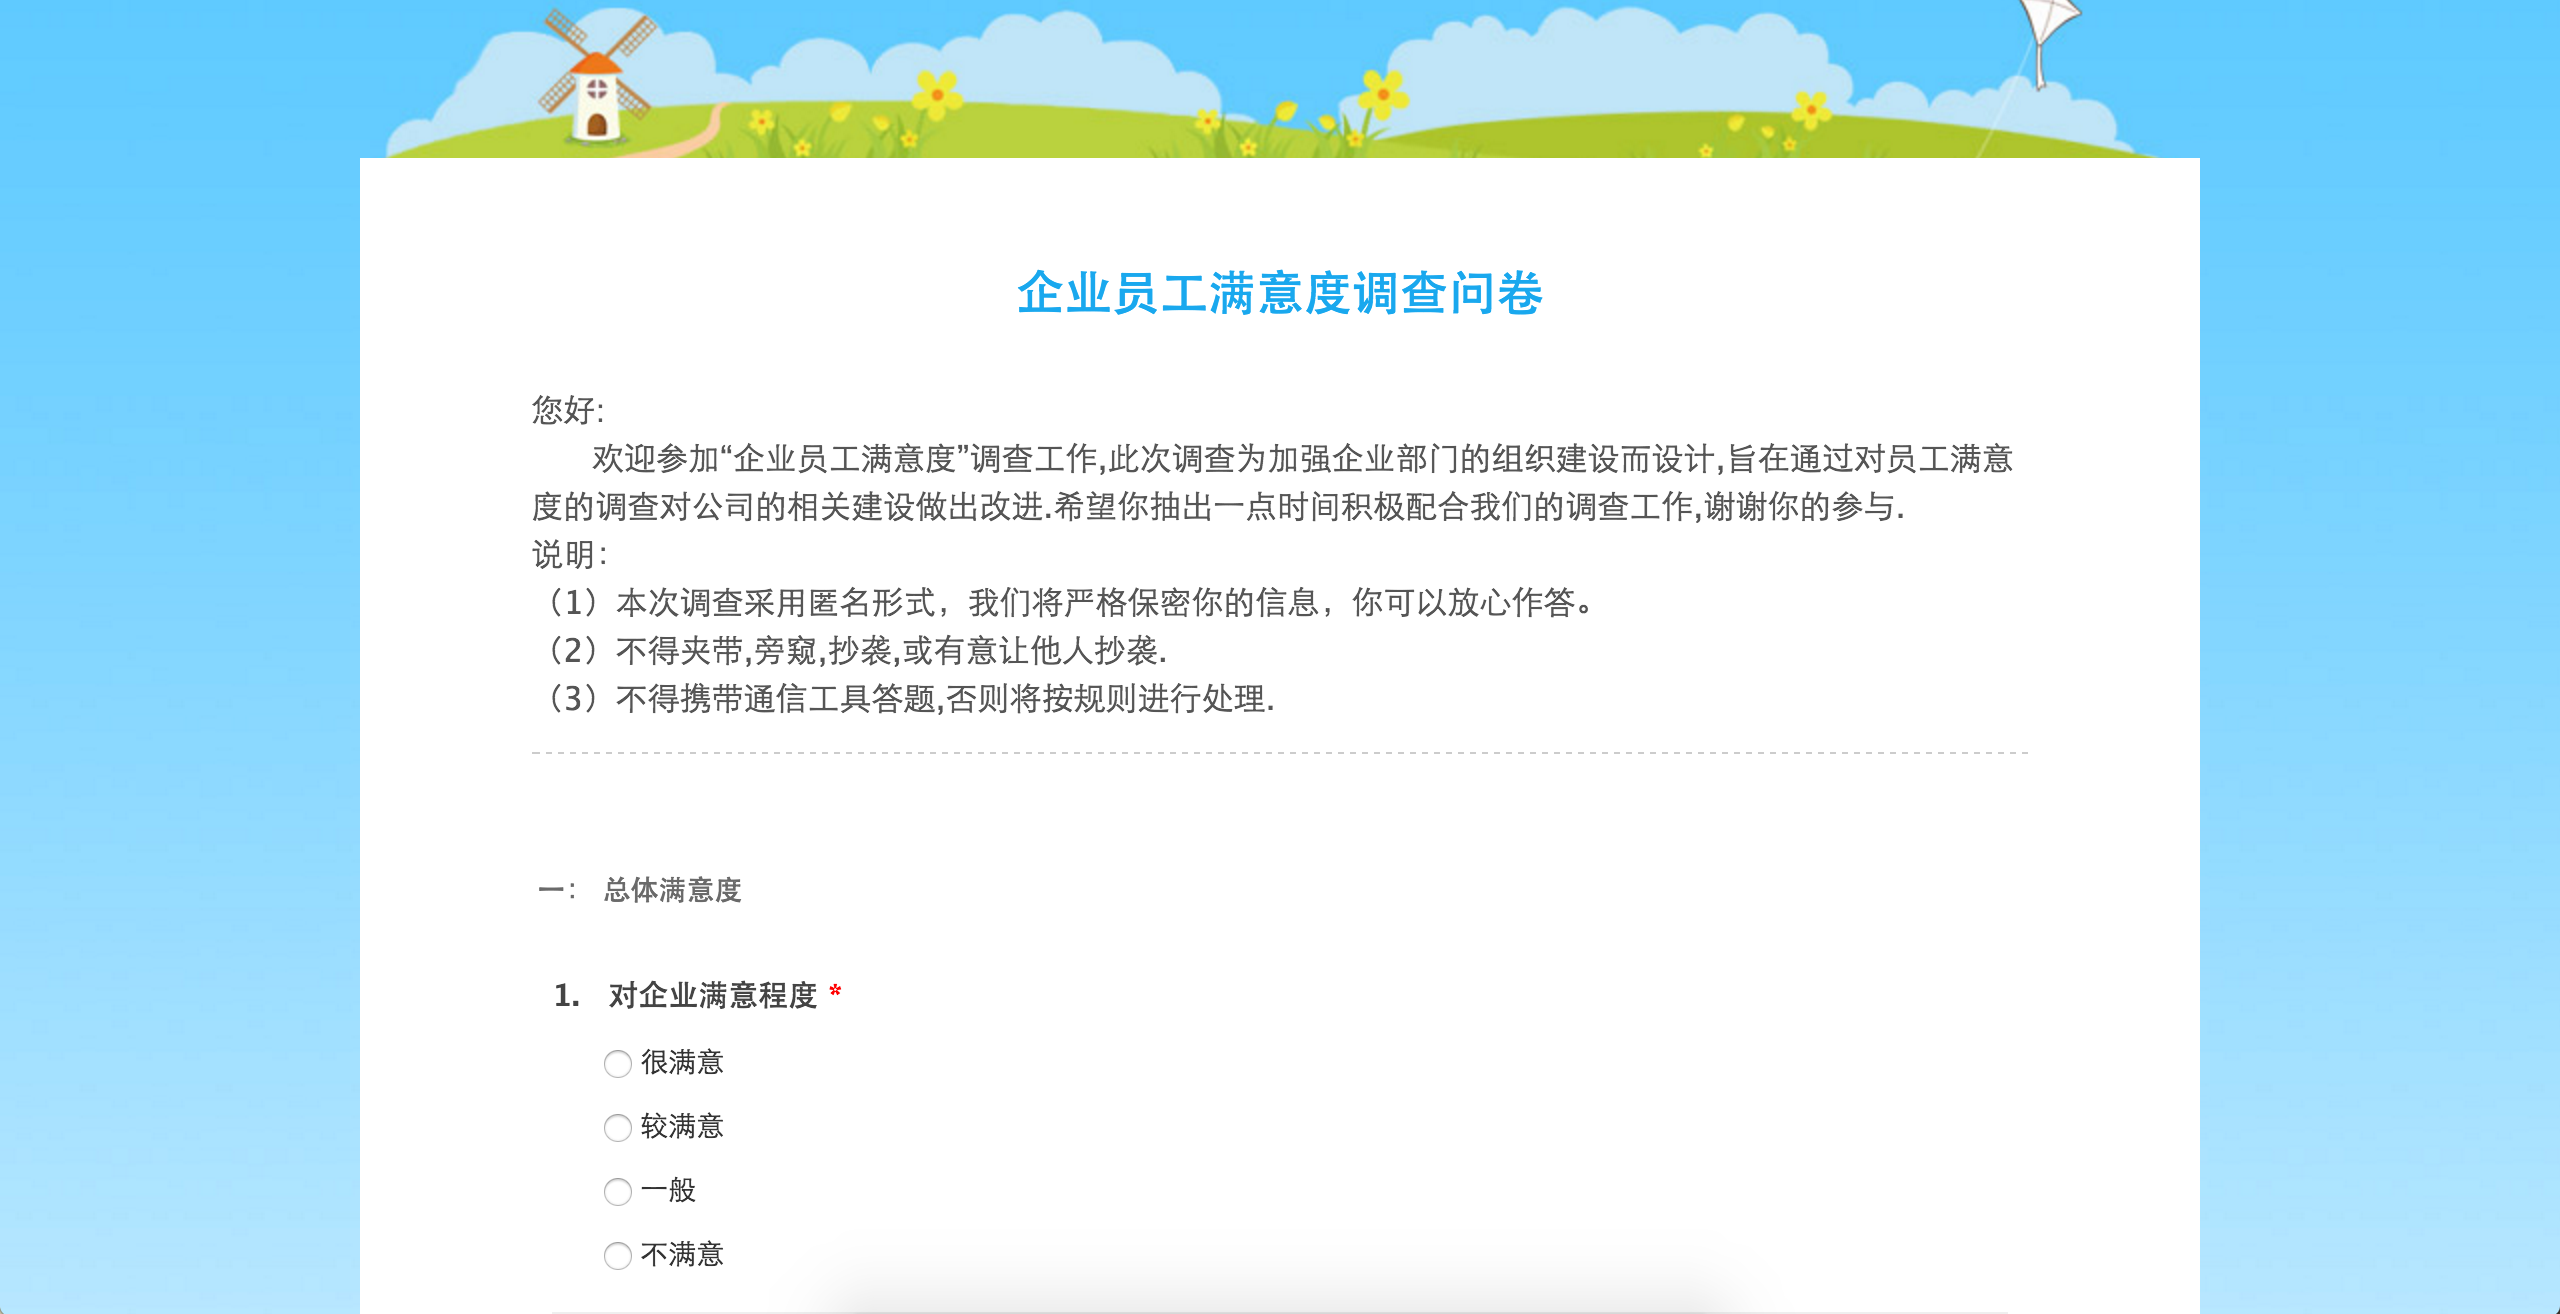 企业员工满意度调查问卷
您好:
欢迎参加“企业员工满意度”调查工作,此次调查为加强企业部门的组织建设而设计,旨在通过对员工满意
度的调查对公司的相关建设做出改进.希望你抽出一点时间积极配合我们的调查工作,谢谢你的参与.
说明:
（1）本次调查采用匿名形式，我们将严格保密你的信息，你可以放心作答。
（2）不得夹带,旁窥,抄袭,或有意让他人抄袭.
（3）不得携带通信工具答题,否则将按规则进行处理.
一: 总体满意度
1. 对企业满意程度 *
很满意
较满意
一般
不满意